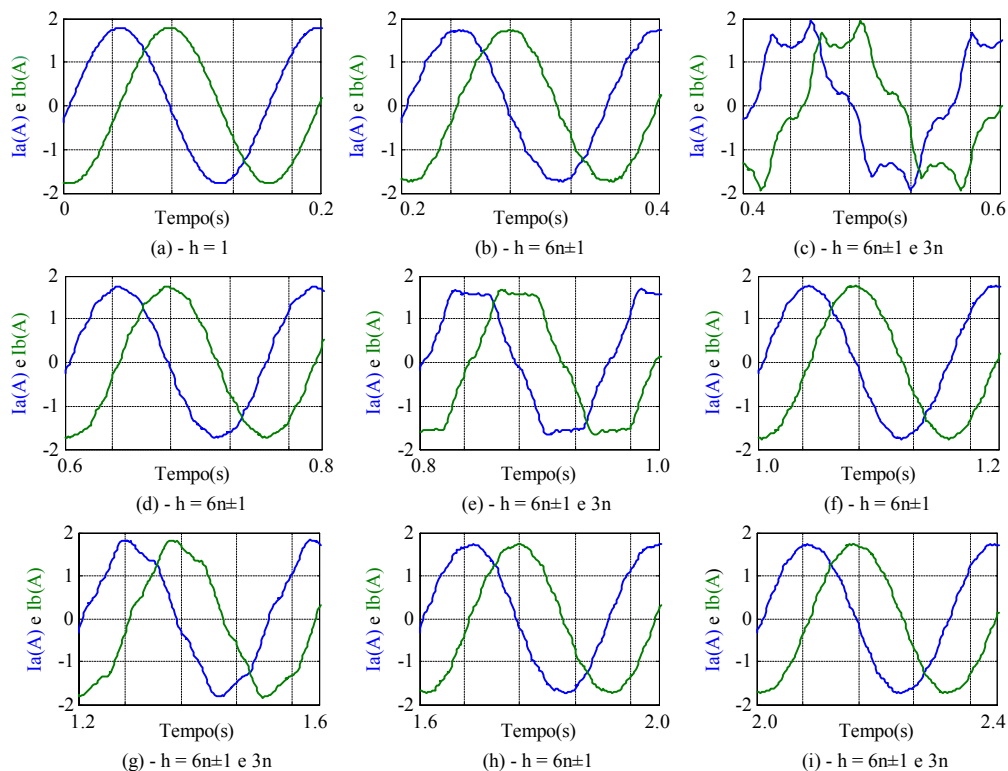 2
1
0
-1
-2
Ia(A) e Ib(A)
0
0.2
Tempo(s)
(a) - h = 1
2
1
0
-1
-2
Ia(A) e Ib(A)
0.2
0.4
Tempo(s)
(b) - h = 6n±1
2
1
0
-1
-2
Ia(A) e Ib(A)
0.4
0.6
Tempo(s)
(c) - h = 6n±1 e 3n
2
1
0
-1
-2
Ia(A) e Ib(A)
0.6
0.8
Tempo(s)
(d) - h = 6n±1
2
1
0
-1
-2
Ia(A) e Ib(A)
0.8
1.0
Tempo(s)
(e) - h = 6n±1 e 3n
2
1
0
-1
-2
Ia(A) e Ib(A)
1.0
1.2
Tempo(s)
(f) - h = 6n±1
2
1
0
-1
-2
Ia(A) e Ib(A)
1.2
1.6
Tempo(s)
(g) - h = 6n±1 e 3n
2
1
0
-1
-2
Ia(A) e Ib(A)
1.6
2.0
Tempo(s)
(h) - h = 6n±1
2
1
0
-1
-2
Ia(A) e Ib(A)
2.0
2.4
Tempo(s)
(i) - h = 6n±1 e 3n